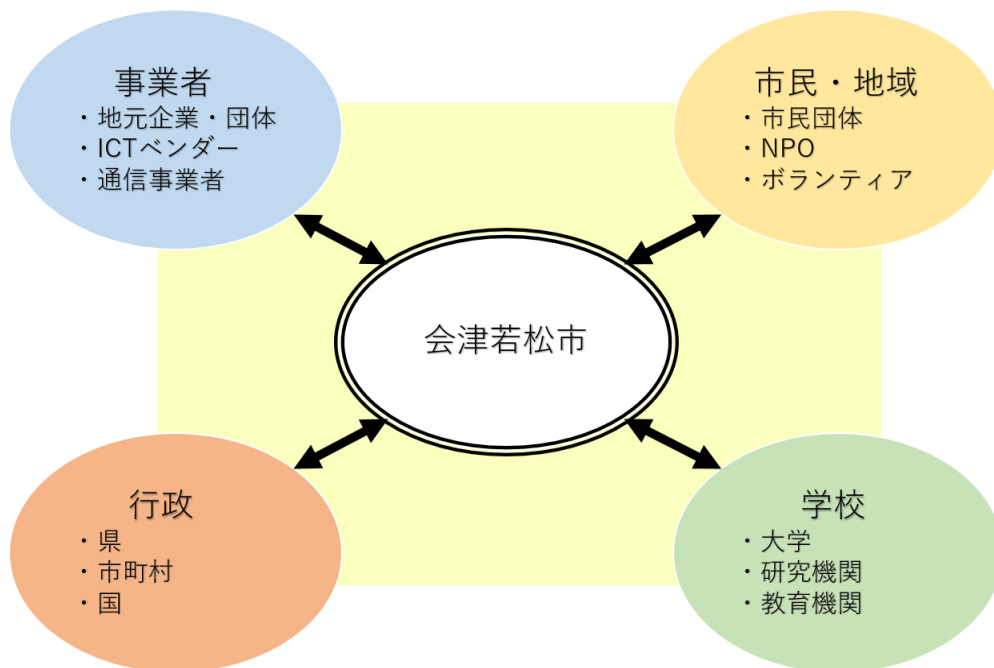 事業者
・地元企業・団体
・ICTベンダー
・通信事業者
市民・地域
・市民団体
・NPO
・ボランティア
会津若松市
行政
・県
・市町村
・国
学校
・大学
・研究機関
・教育機関